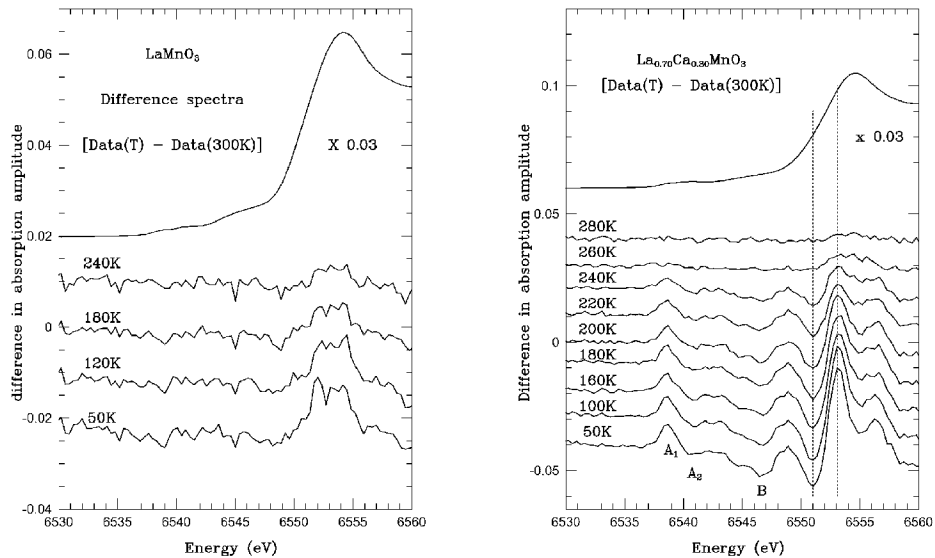 LaMnO₃
Difference spectra
[Data(T) − Data(300K)]
X 0.03
0.06
0.04
0.02
0
-0.02
-0.04
difference in absorption amplitude
240K
180K
120K
50K
6530
6535
6540
6545
6550
6555
6560
Energy (eV)
La₀.₇₀Ca₀.₃₀MnO₃
[Data(T) − Data(300K)]
x 0.03
0.1
0.05
0
-0.05
Difference in absorption amplitude
280K
260K
240K
220K
200K
180K
160K
100K
50K
A₁
A₂
B
6530
6535
6540
6545
6550
6555
6560
Energy (eV)